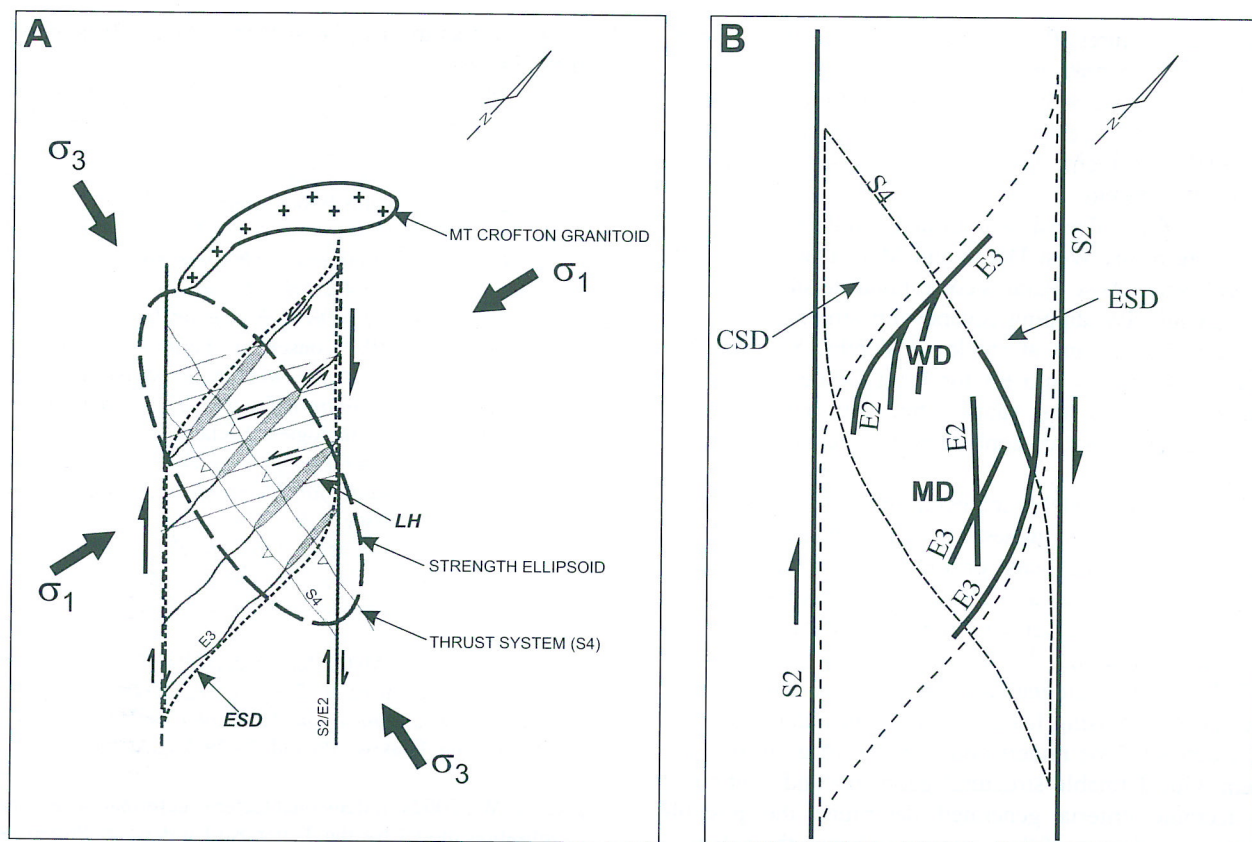 A
N
σ3
MT CROFTON GRANITOID
σ1
LH
σ1
STRENGTH ELLIPSOID
S4
THRUST SYSTEM (S4)
E3
ESD
S2/E2
σ3
B
N
S4
S2
E3
ESD
CSD
WD
E2
E2
MD
E3
E3
S2